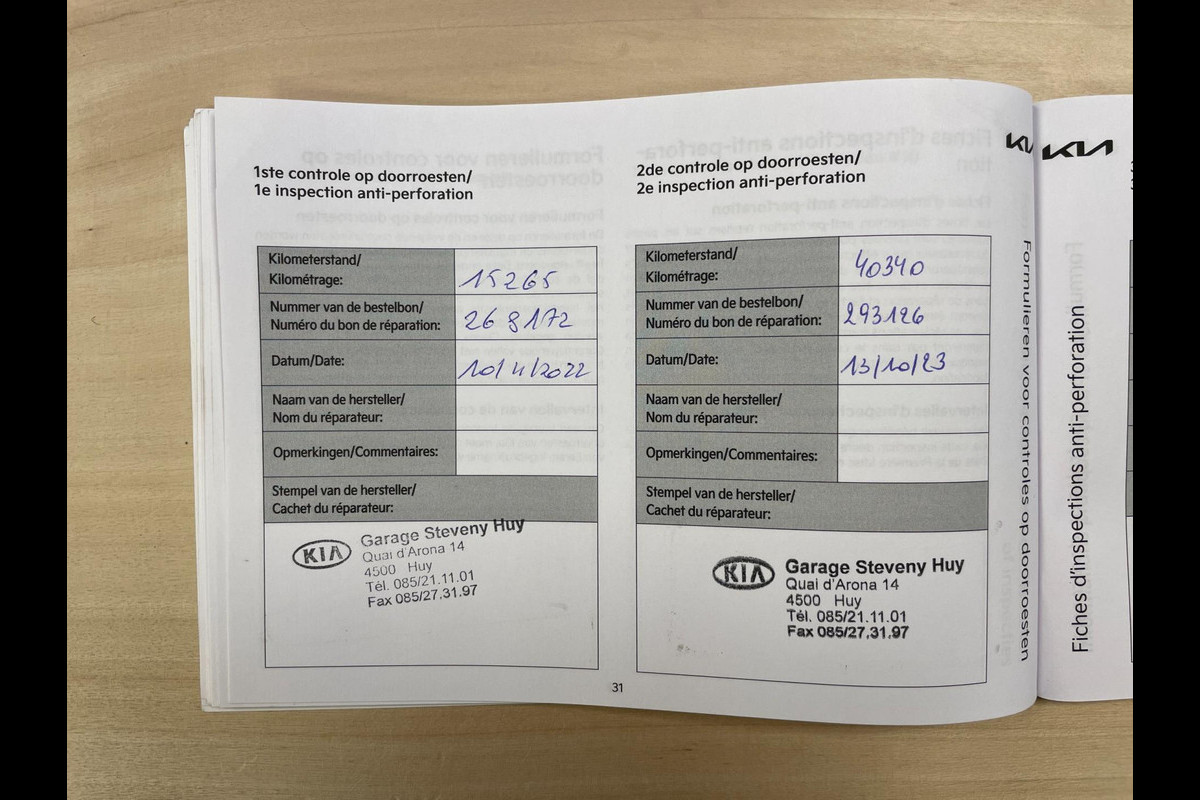 1ste controle op doorroesten/
1e inspection anti-perforation
Kilometerstand/
Kilométrage:
15265
Nummer van de bestelbon/
Numéro du bon de réparation:
268172
Datum/Date:
10/4/2022
Naam van de hersteller/
Nom du réparateur:
Opmerkingen/Commentaires:
Stempel van de hersteller/
Cachet du réparateur:
KIA
Garage Steveny Huy
Quai d'Arona 14
4500 Huy
Tél. 085/21.11.01
Fax 085/27.31.97
31
2de controle op doorroesten/
2e inspection anti-perforation
Kilometerstand/
Kilométrage:
40340
Nummer van de bestelbon/
Numéro du bon de réparation:
293126
Datum/Date:
13/10/23
Naam van de hersteller/
Nom du réparateur:
Opmerkingen/Commentaires:
Stempel van de hersteller/
Cachet du réparateur:
KIA
Garage Steveny Huy
Quai d'Arona 14
4500 Huy
Tél. 085/21.11.01
Fax 085/27.31.97
Formulieren voor controles op doorroesten
KIA
Fiches d'inspections anti-perforation